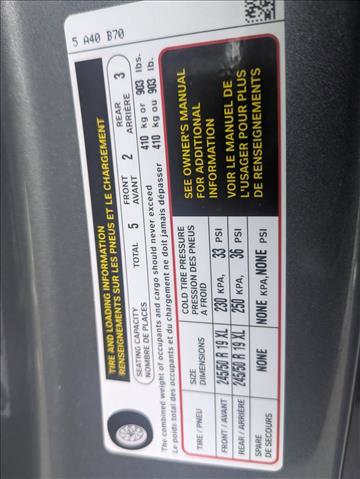 5 A40 B70
TIRE AND LOADING INFORMATION
RENSEIGNEMENTS SUR LES PNEUS ET LE CHARGEMENT
SEATING CAPACITY
NOMBRE DE PLACES
TOTAL 5
FRONT
AVANT 2
REAR
ARRIÈRE 3
The combined weight of occupants and cargo should never exceed 410 kg or 903 lbs.
Le poids total des occupants et du chargement ne doit jamais dépasser 410 kg ou 903 lb.
TIRE / PNEU
SIZE
DIMENSIONS
COLD TIRE PRESSURE
PRESSION DES PNEUS
A FROID
FRONT / AVANT 245/50 R 19 XL 230 KPA, 33 PSI
REAR / ARRIÈRE 245/50 R 19 XL 250 KPA, 36 PSI
SPARE
DE SECOURS
NONE NONE KPA, NONE PSI
SEE OWNER'S MANUAL
FOR ADDITIONAL
INFORMATION
VOIR LE MANUEL DE
L'USAGER POUR PLUS
DE RENSEIGNEMENTS